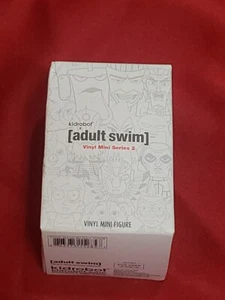 kidrobot
x
[adult swim]
Vinyl Mini Series 2
VINYL MINI FIGURE
[adult swim]
kidrobot